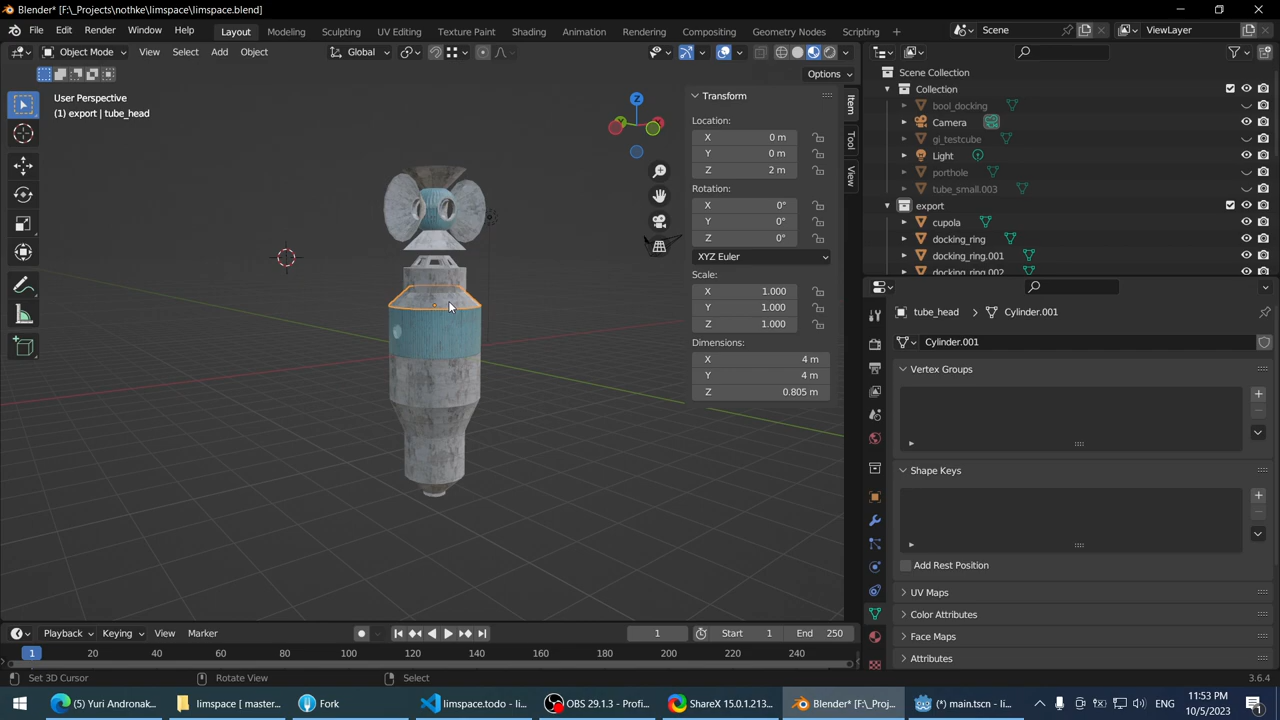 Blender* [F:\_Projects\nothke/limspace\limspace.blend]
File Edit Render Window Help Layout Modeling Sculpting UV Editing Texture Paint Shading Animation Rendering Compositing Geometry Nodes Scripting Scene ViewLayer
Object Mode View Select Add Object Global
Options
User Perspective
(1) export | tube_head
Z
Y
X
Transform
Location:
X 0 m
Y 0 m
Z 2 m
Rotation:
X 0°
Y 0°
Z 0°
XYZ Euler
Scale:
X 1.000
Y 1.000
Z 1.000
Dimensions:
X 4 m
Y 4 m
Z 0.805 m
Item
Tool
View
Scene Collection
Collection
bool_docking
Camera
gi_testcube
Light
porthole
tube_small.003
export
cupola
docking_ring
docking_ring.001
docking_ring.002
tube_head Cylinder.001
Cylinder.001
Vertex Groups
Shape Keys
Add Rest Position
UV Maps
Color Attributes
Face Maps
Attributes
Playback Keying View Marker 1 Start 1 End 250
1 20 40 60 80 100 120 140 160 180 200 220 240
Set 3D Cursor Rotate View Select 3.6.4
(5) Yuri Andronak... limspace [ master... Fork limspace.todo - li... OBS 29.1.3 - Profi... ShareX 15.0.1.213... Blender* [F:\_Proj... (*) main.tscn - lim... ENG 11:53 PM
10/5/2023 1